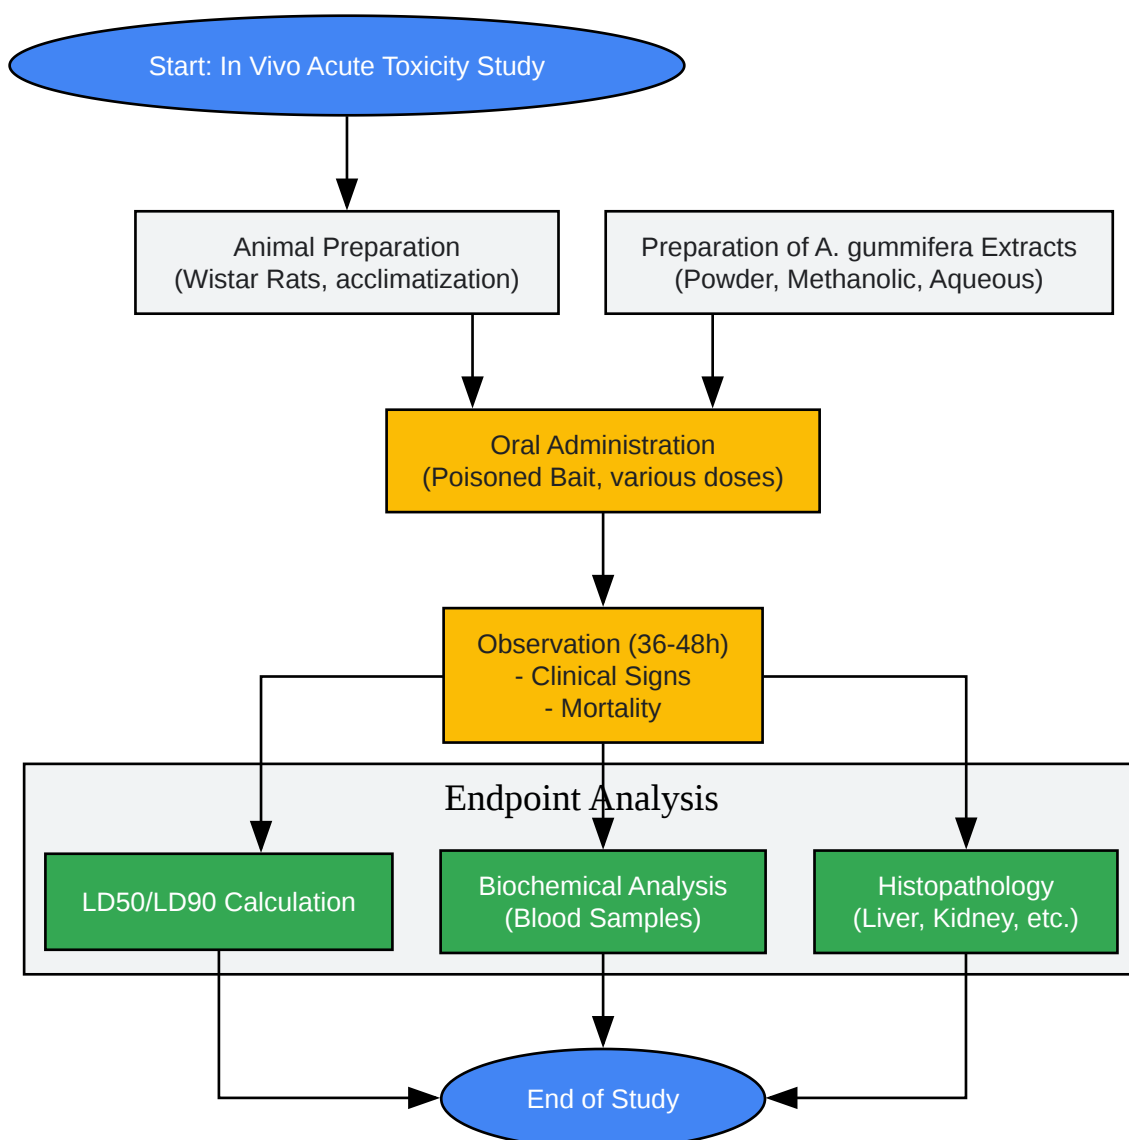 Start: In Vivo Acute Toxicity Study
Animal Preparation
(Wistar Rats, acclimatization)
Preparation of A. gummifera Extracts
(Powder, Methanolic, Aqueous)
Oral Administration
(Poisoned Bait, various doses)
Observation (36-48h)
- Clinical Signs
- Mortality
Endpoint Analysis
LD50/LD90 Calculation
Biochemical Analysis
(Blood Samples)
Histopathology
(Liver, Kidney, etc.)
End of Study